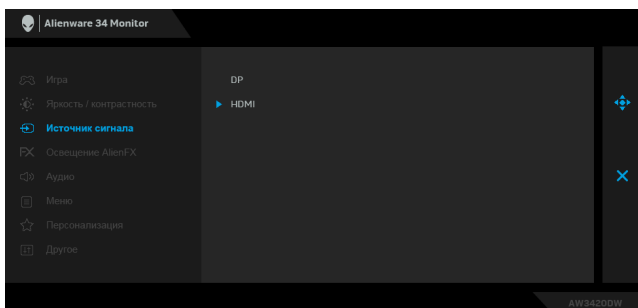 Alienware 34 Monitor
Игра
Яркость / контрастность
Источник сигнала
Освещение AlienFX
Аудио
Меню
Персонализация
Другое
DP
HDMI
AW3420DW